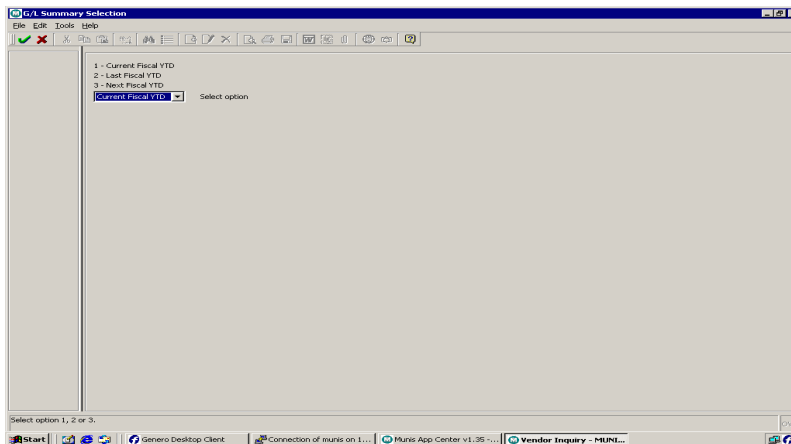 G/L Summary Selection
File Edit Tools Help
1 - Current Fiscal YTD
2 - Last Fiscal YTD
3 - Next Fiscal YTD
Current Fiscal YTD Select option
Select option 1, 2 or 3.
OV
Start Genero Desktop Client Connection of munis on 1... Munis App Center v1.35 -... Vendor Inquiry - MUNI...